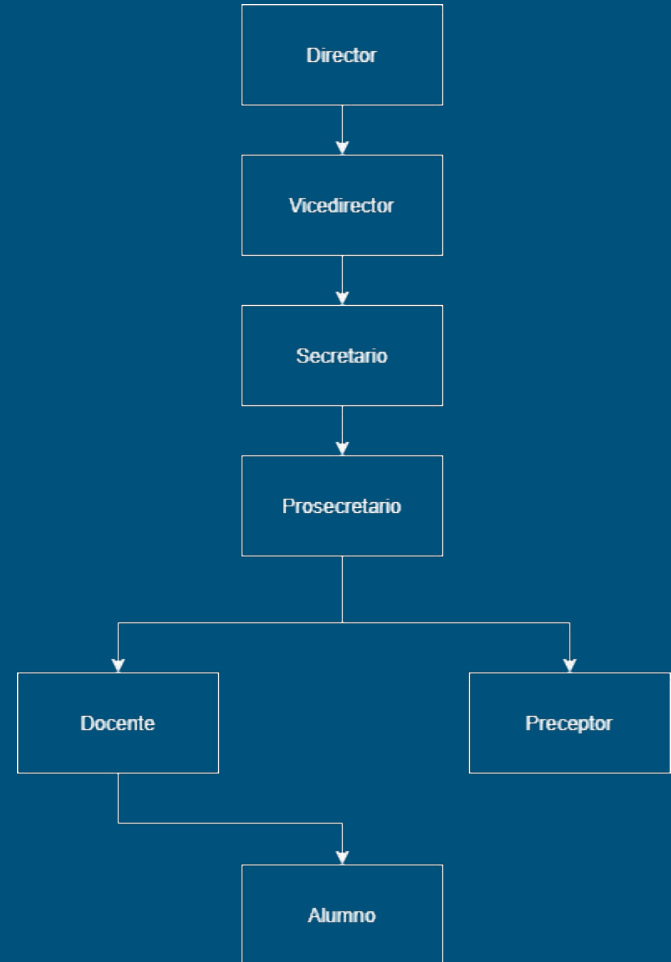 Director
Vicedirector
Secretario
Prosecretario
Docente
Preceptor
Alumno